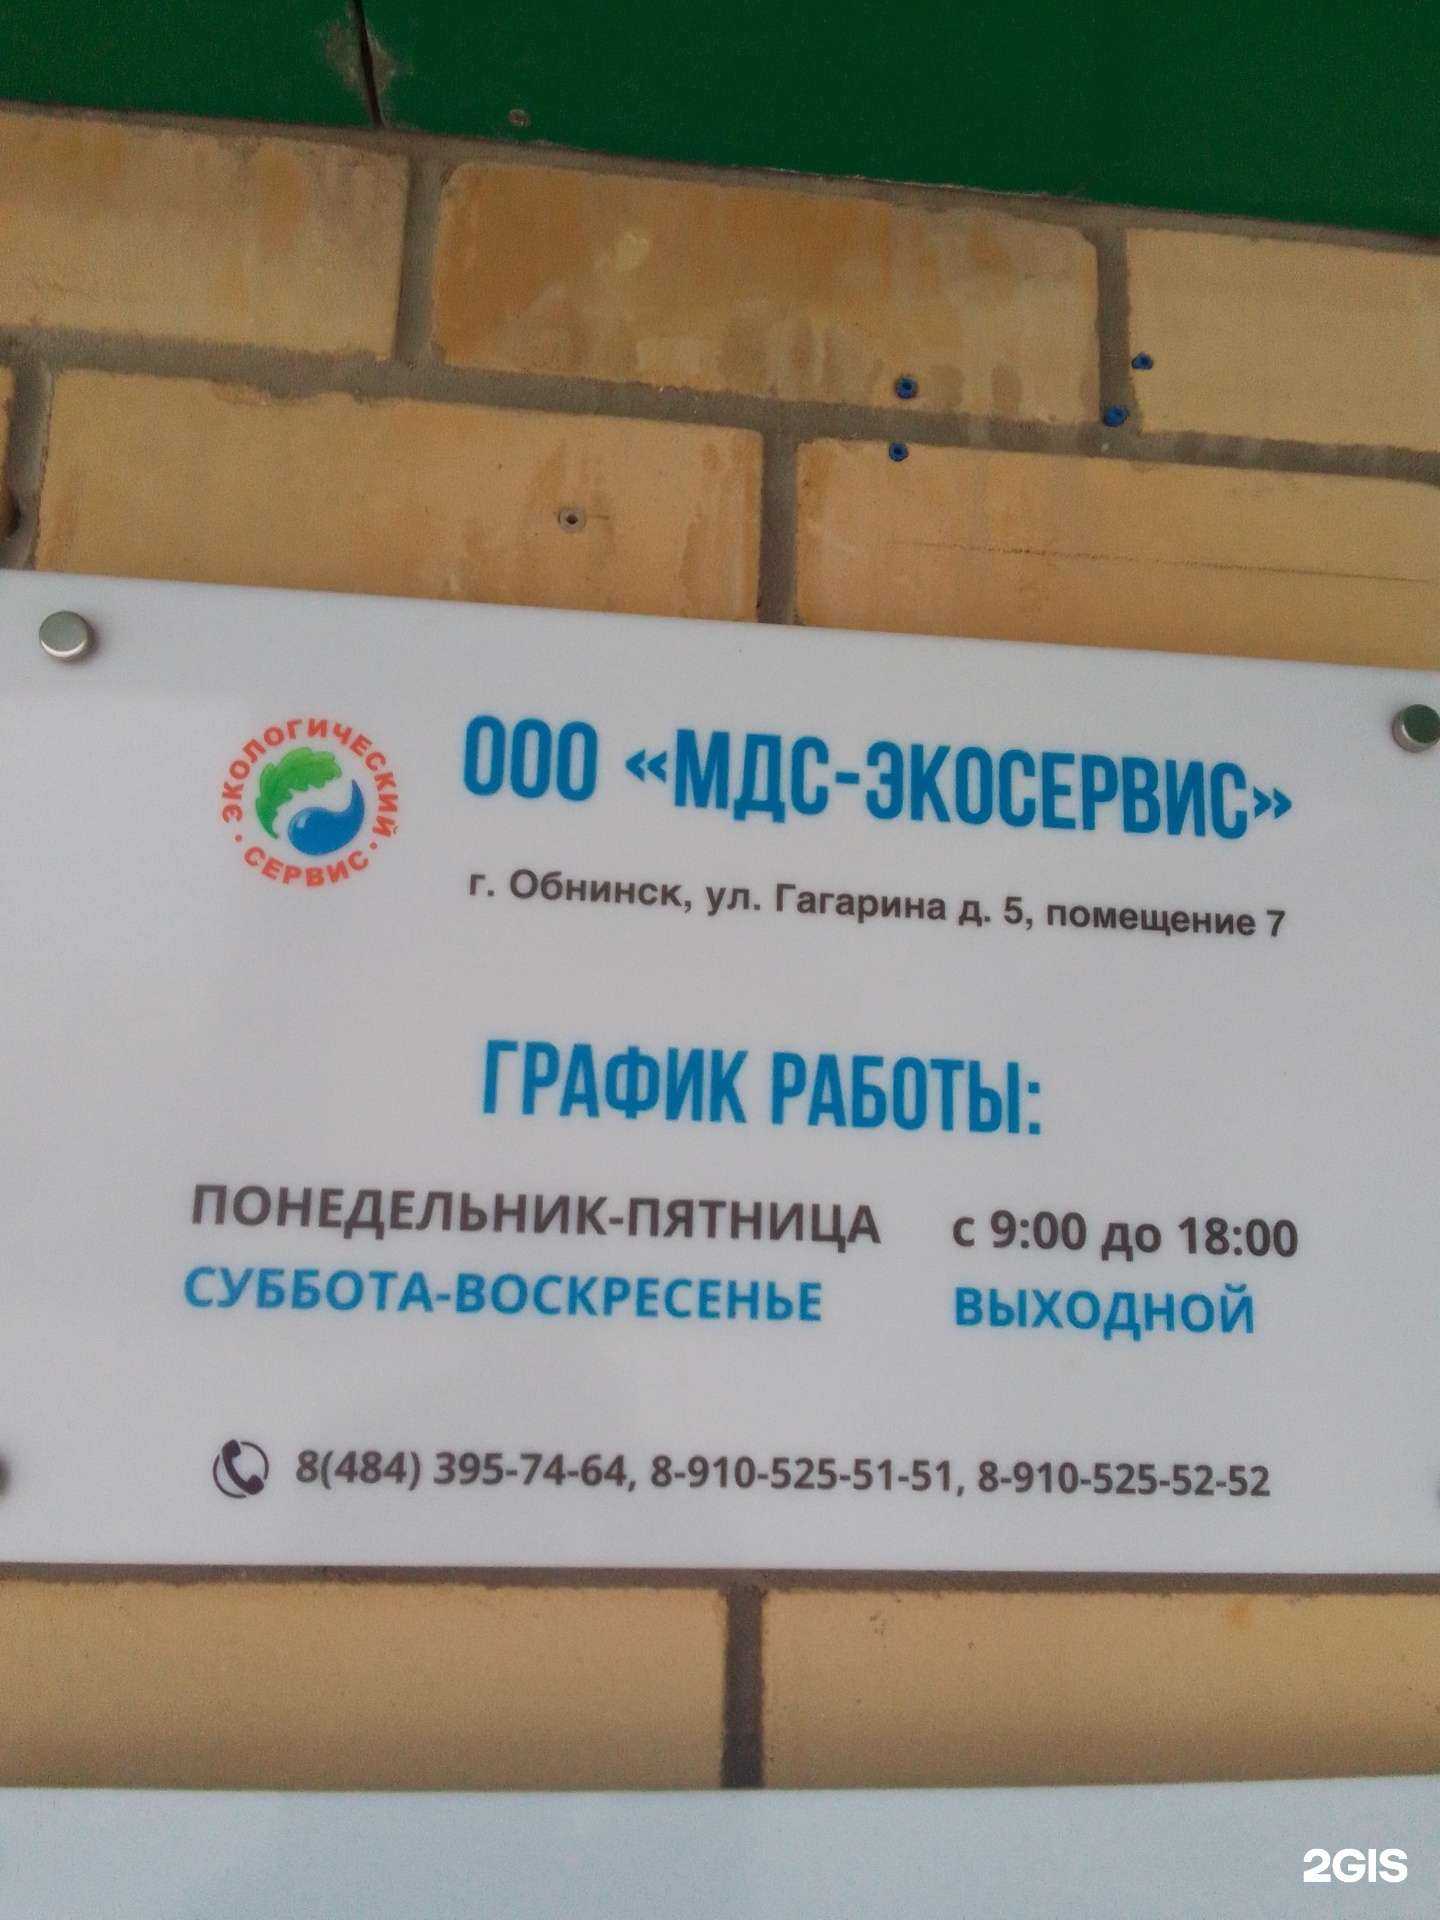 ЭКОЛОГИЧЕСКИЙ
· СЕРВИС ·
ООО «МДС-ЭКОСЕРВИС»
г. Обнинск, ул. Гагарина д. 5, помещение 7
ГРАФИК РАБОТЫ:
ПОНЕДЕЛЬНИК-ПЯТНИЦА с 9:00 до 18:00
СУББОТА-ВОСКРЕСЕНЬЕ ВЫХОДНОЙ
8(484) 395-74-64, 8-910-525-51-51, 8-910-525-52-52
2GIS